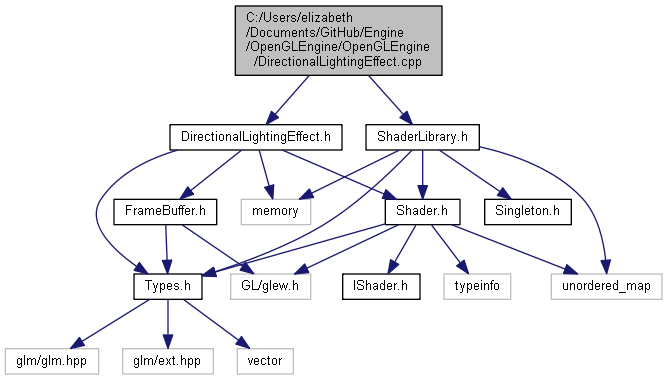 C:/Users/elizabeth
/Documents/GitHub/Engine
/OpenGLEngine/OpenGLEngine
/DirectionalLightingEffect.cpp
DirectionalLightingEffect.h
ShaderLibrary.h
FrameBuffer.h
memory
Shader.h
Singleton.h
Types.h
GL/glew.h
IShader.h
typeinfo
unordered_map
glm/glm.hpp
glm/ext.hpp
vector